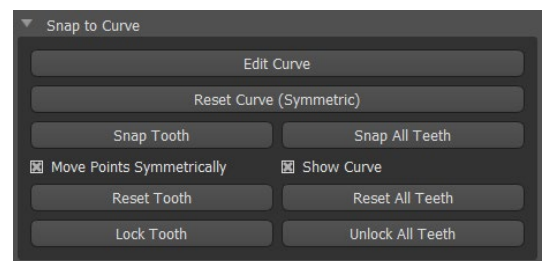 Snap to Curve
Edit Curve
Reset Curve (Symmetric)
Snap Tooth Snap All Teeth
Move Points Symmetrically Show Curve
Reset Tooth Reset All Teeth
Lock Tooth Unlock All Teeth